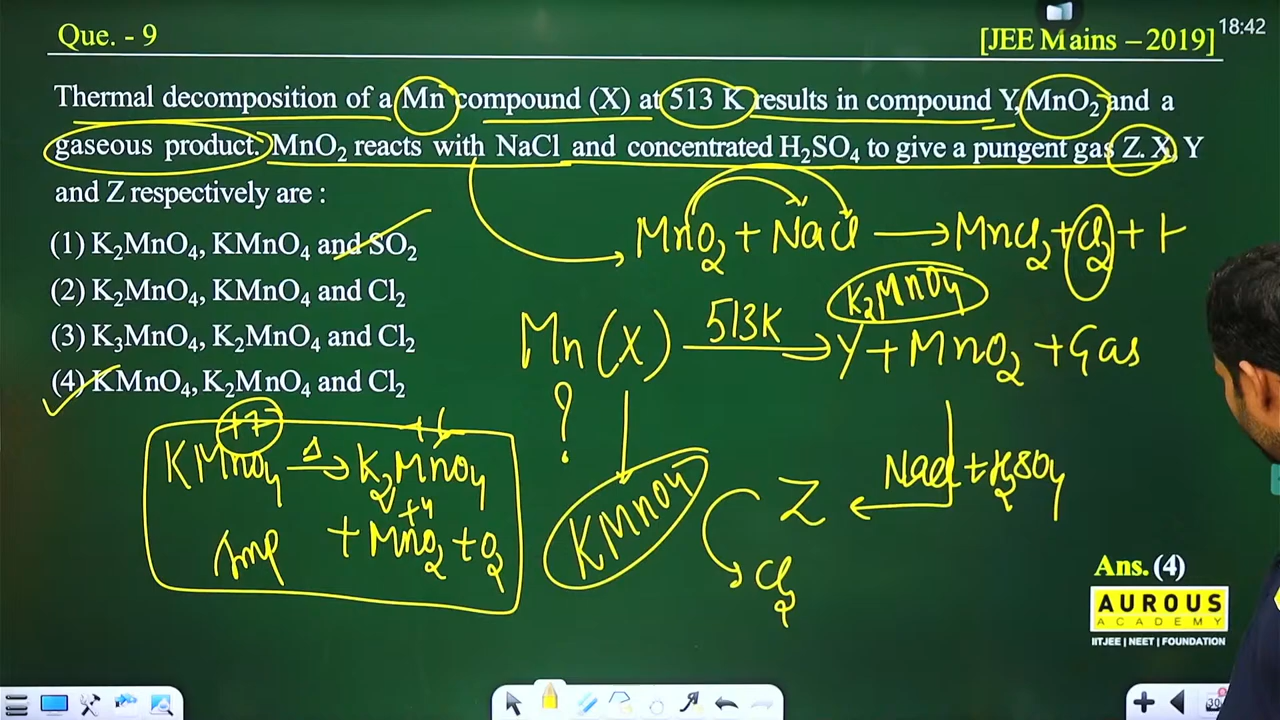 Que. - 9
[JEE Mains – 2019]
18:42
Thermal decomposition of a Mn compound (X) at 513 K results in compound Y, MnO₂ and a
gaseous product. MnO₂ reacts with NaCl and concentrated H₂SO₄ to give a pungent gas Z. X, Y
and Z respectively are :
(1) K₂MnO₄, KMnO₄ and SO₂
(2) K₂MnO₄, KMnO₄ and Cl₂
(3) K₃MnO₄, K₂MnO₄ and Cl₂
(4) KMnO₄, K₂MnO₄ and Cl₂
MnO₂ + NaCl → MnCl₂ + Cl₂ +
K₂MnO₄
Mn (X) 513K → Y + MnO₂ + Gas
?
KMnO₄
Z ← NaCl + H₂SO₄
Cl₂
+7 +6
KMnO₄ Δ → K₂MnO₄
+4
+ MnO₂ + O₂
Imp
Ans. (4)
AUROUS
ACADEMY
IITJEE | NEET | FOUNDATION